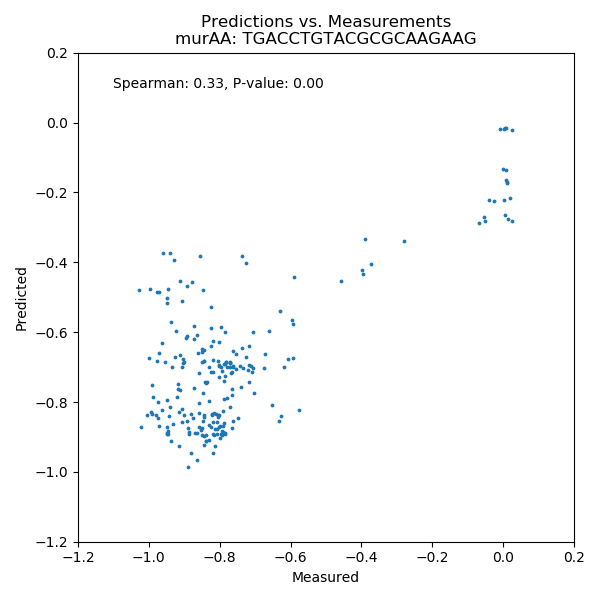 Predictions vs. Measurements
murAA: TGACCTGTACGCGCAAGAAG
Spearman: 0.33, P-value: 0.00
Predicted
0.2
0.0
−0.2
−0.4
−0.6
−0.8
−1.0
−1.2
−1.2 −1.0 −0.8 −0.6 −0.4 −0.2 0.0 0.2
Measured